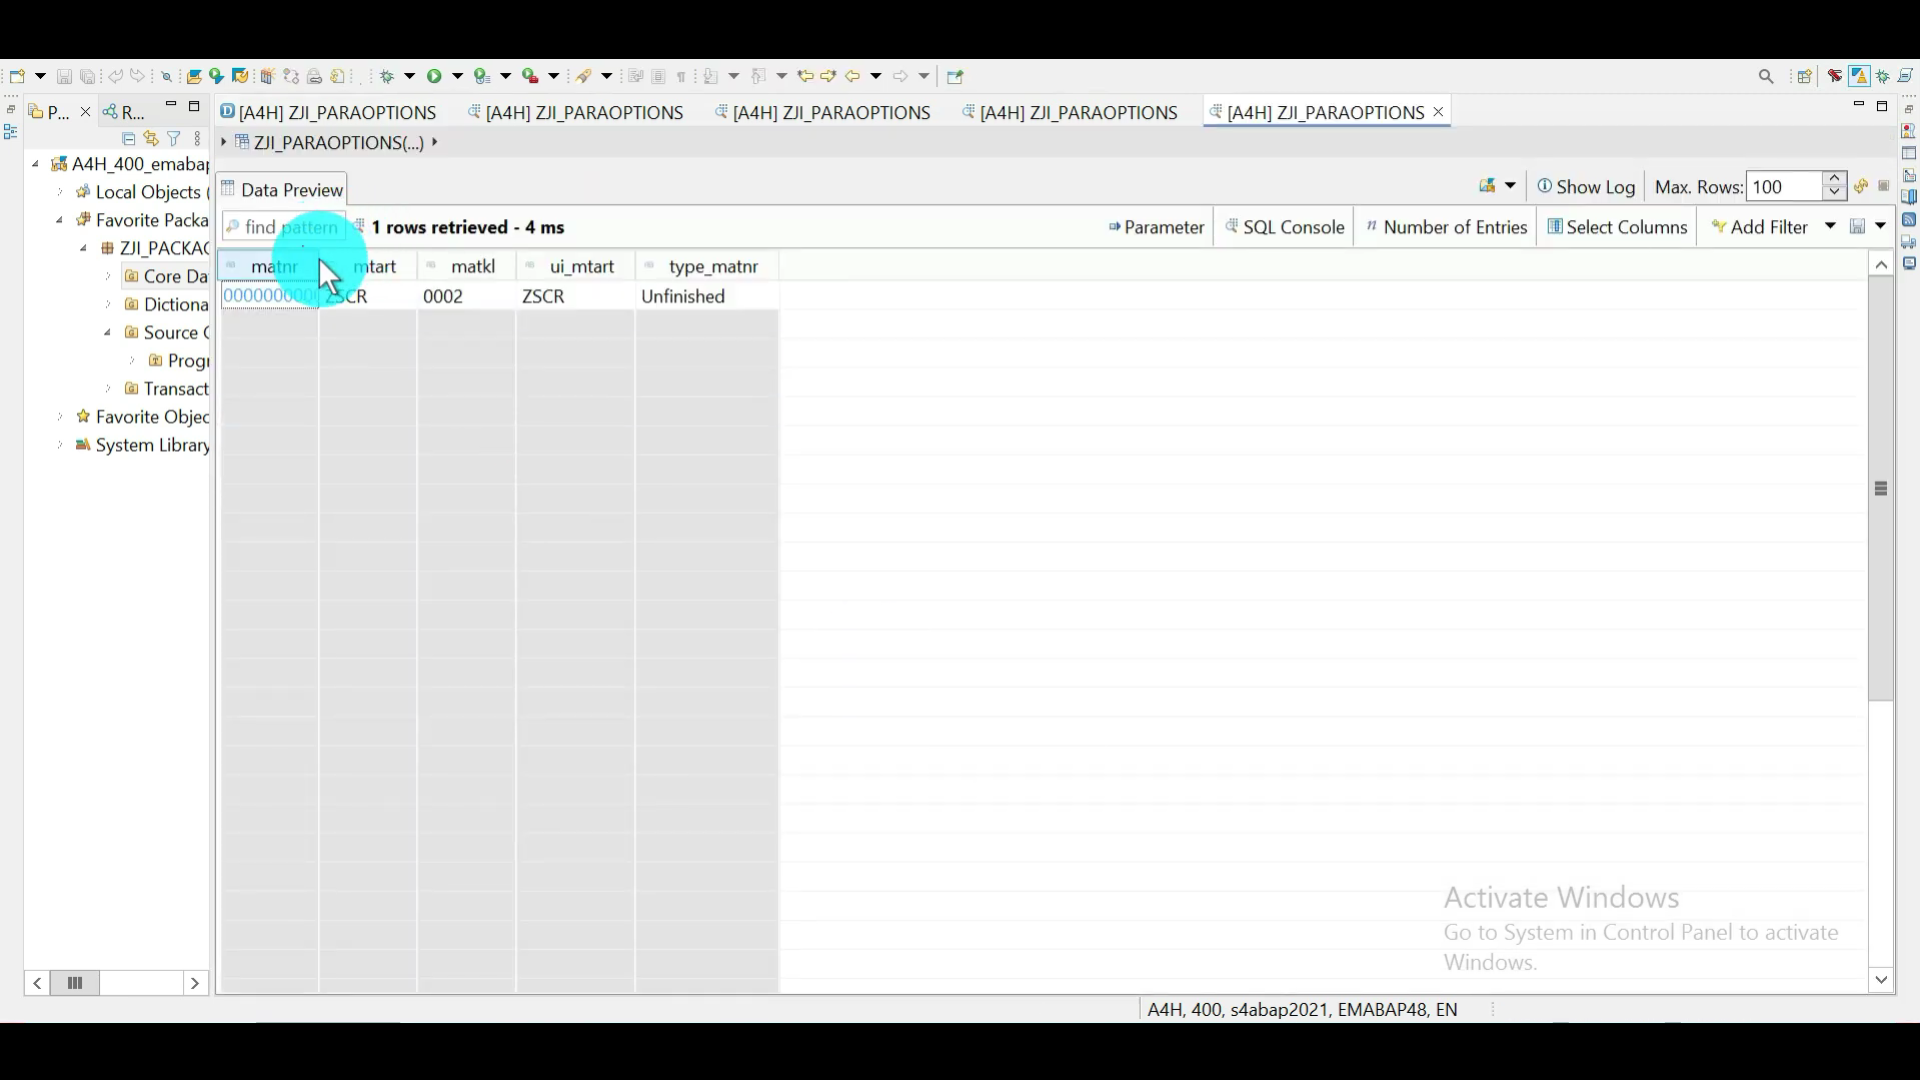 P... R... [A4H] ZJI_PARAOPTIONS [A4H] ZJI_PARAOPTIONS [A4H] ZJI_PARAOPTIONS [A4H] ZJI_PARAOPTIONS [A4H] ZJI_PARAOPTIONS
ZJI_PARAOPTIONS(...)
A4H_400_emabap
Local Objects (
Favorite Packa
ZJI_PACKAG
Core Da
Dictiona
Source C
Progr
Transact
Favorite Objec
System Library
Data Preview Show Log Max. Rows: 100
find pattern 1 rows retrieved - 4 ms Parameter SQL Console Number of Entries Select Columns Add Filter
matnr mtart matkl ui_mtart type_matnr
ZSCR 0002 ZSCR Unfinished
Activate Windows
Go to System in Control Panel to activate
Windows.
A4H, 400, s4abap2021, EMABAP48, EN